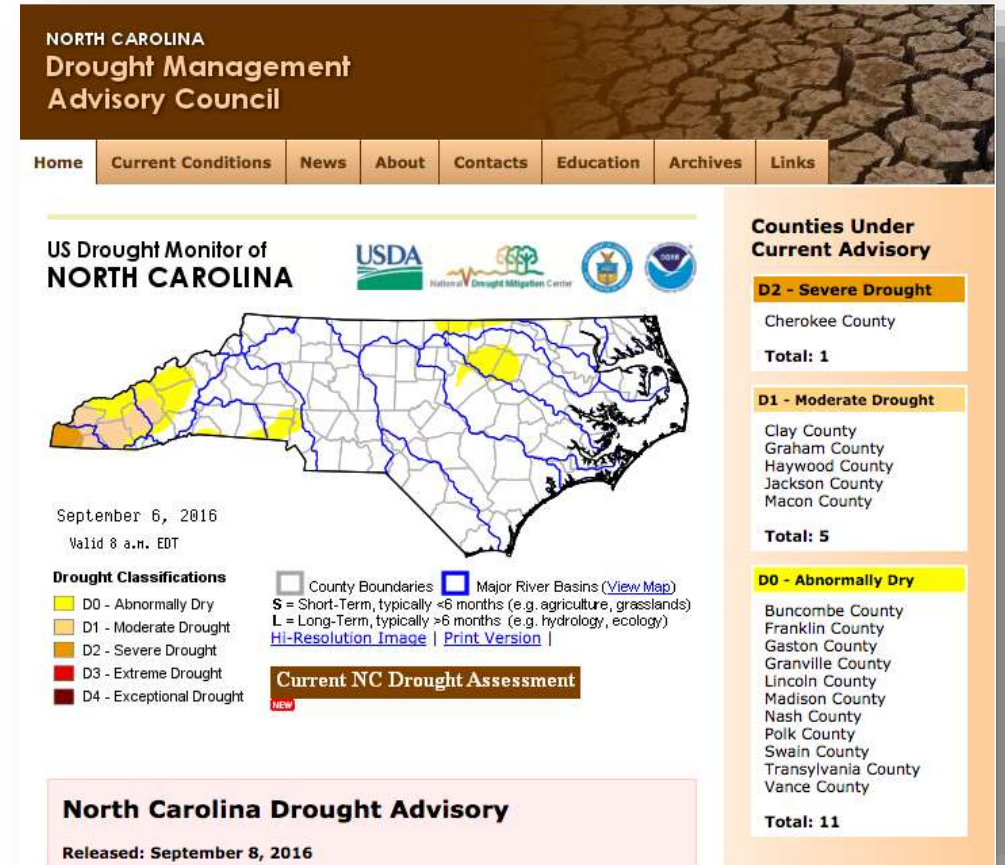 NORTH CAROLINA
Drought Management
Advisory Council
Home
Current Conditions
News
About
Contacts
Education
Archives
Links
US Drought Monitor of
NORTH CAROLINA
USDA
National Drought Mitigation Center
September 6, 2016
Valid 8 a.m. EDT
Drought Classifications
D0 - Abnormally Dry
D1 - Moderate Drought
D2 - Severe Drought
D3 - Extreme Drought
D4 - Exceptional Drought
County Boundaries Major River Basins (View Map)
S = Short-Term, typically <6 months (e.g. agriculture, grasslands)
L = Long-Term, typically >6 months (e.g. hydrology, ecology)
Hi-Resolution Image | Print Version |
Current NC Drought Assessment
NEW
North Carolina Drought Advisory
Released: September 8, 2016
Counties Under
Current Advisory
D2 - Severe Drought
Cherokee County
Total: 1
D1 - Moderate Drought
Clay County
Graham County
Haywood County
Jackson County
Macon County
Total: 5
D0 - Abnormally Dry
Buncombe County
Franklin County
Gaston County
Granville County
Lincoln County
Madison County
Nash County
Polk County
Swain County
Transylvania County
Vance County
Total: 11